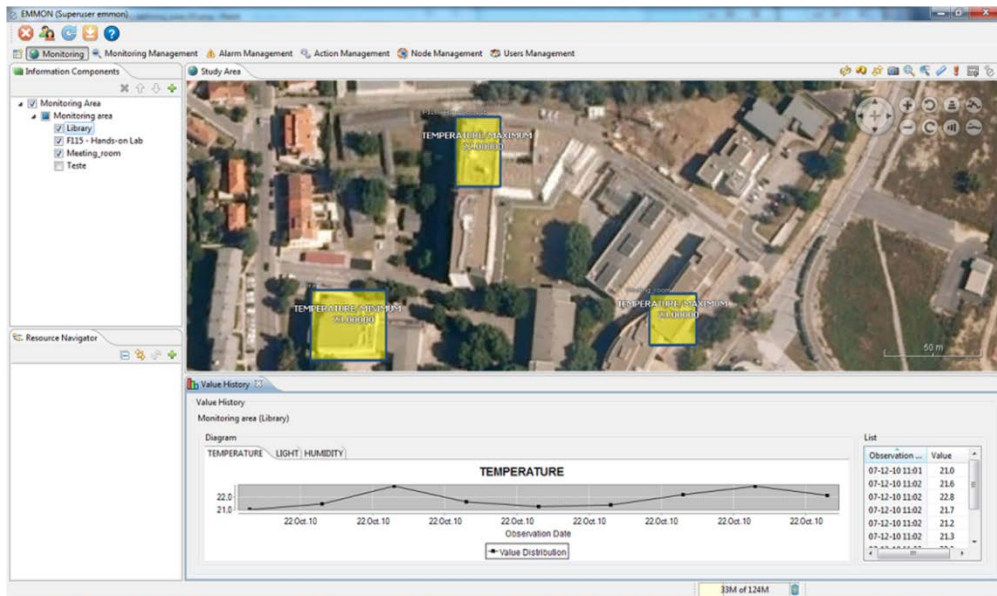 EMMON (Superuser emmon)
Monitoring Monitoring Management Alarm Management Action Management Node Management Users Management
Information Components
Study Area
Monitoring Area
Monitoring area
Library
F115 - Hands-on Lab
Meeting_room
Teste
TEMPERATURE/MAXIMUM
TEMPERATURE/MINIMUM
23.00000
TEMPERATURE/MAXIMUM
23.00000
50 m
Resource Navigator
Value History
Value History
Monitoring area (Library)
Diagram
TEMPERATURE LIGHT HUMIDITY
TEMPERATURE
22.0
21.0
22.Oct.10 22.Oct.10 22.Oct.10 22.Oct.10 22.Oct.10 22.Oct.10 22.Oct.10 22.Oct.10
Observation Date
Value Distribution
List
Observation ... Value
07-12-10 11:01 21.0
07-12-10 11:02 21.6
07-12-10 11:02 22.8
07-12-10 11:02 21.7
07-12-10 11:02 21.2
07-12-10 11:02 21.3
33M of 124M